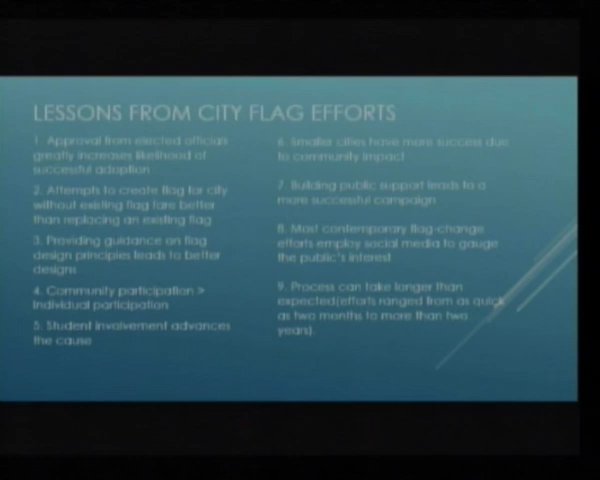 LESSONS FROM CITY FLAG EFFORTS
1. Approval from elected officials
greatly increases likelihood of
successful adoption
2. Attempts to create flag for city
without existing flag fare better
than replacing an existing flag
3. Providing guidance on flag
design principles leads to better
designs
4. Community participation >
Individual participation
5. Student involvement advances
the cause
6. Smaller cities have more success due
to community impact
7. Building public support leads to a
more successful campaign
8. Most contemporary flag-change
efforts employ social media to gauge
the public's interest
9. Process can take longer than
expected(efforts ranged from as quick
as two months to more than two
years).